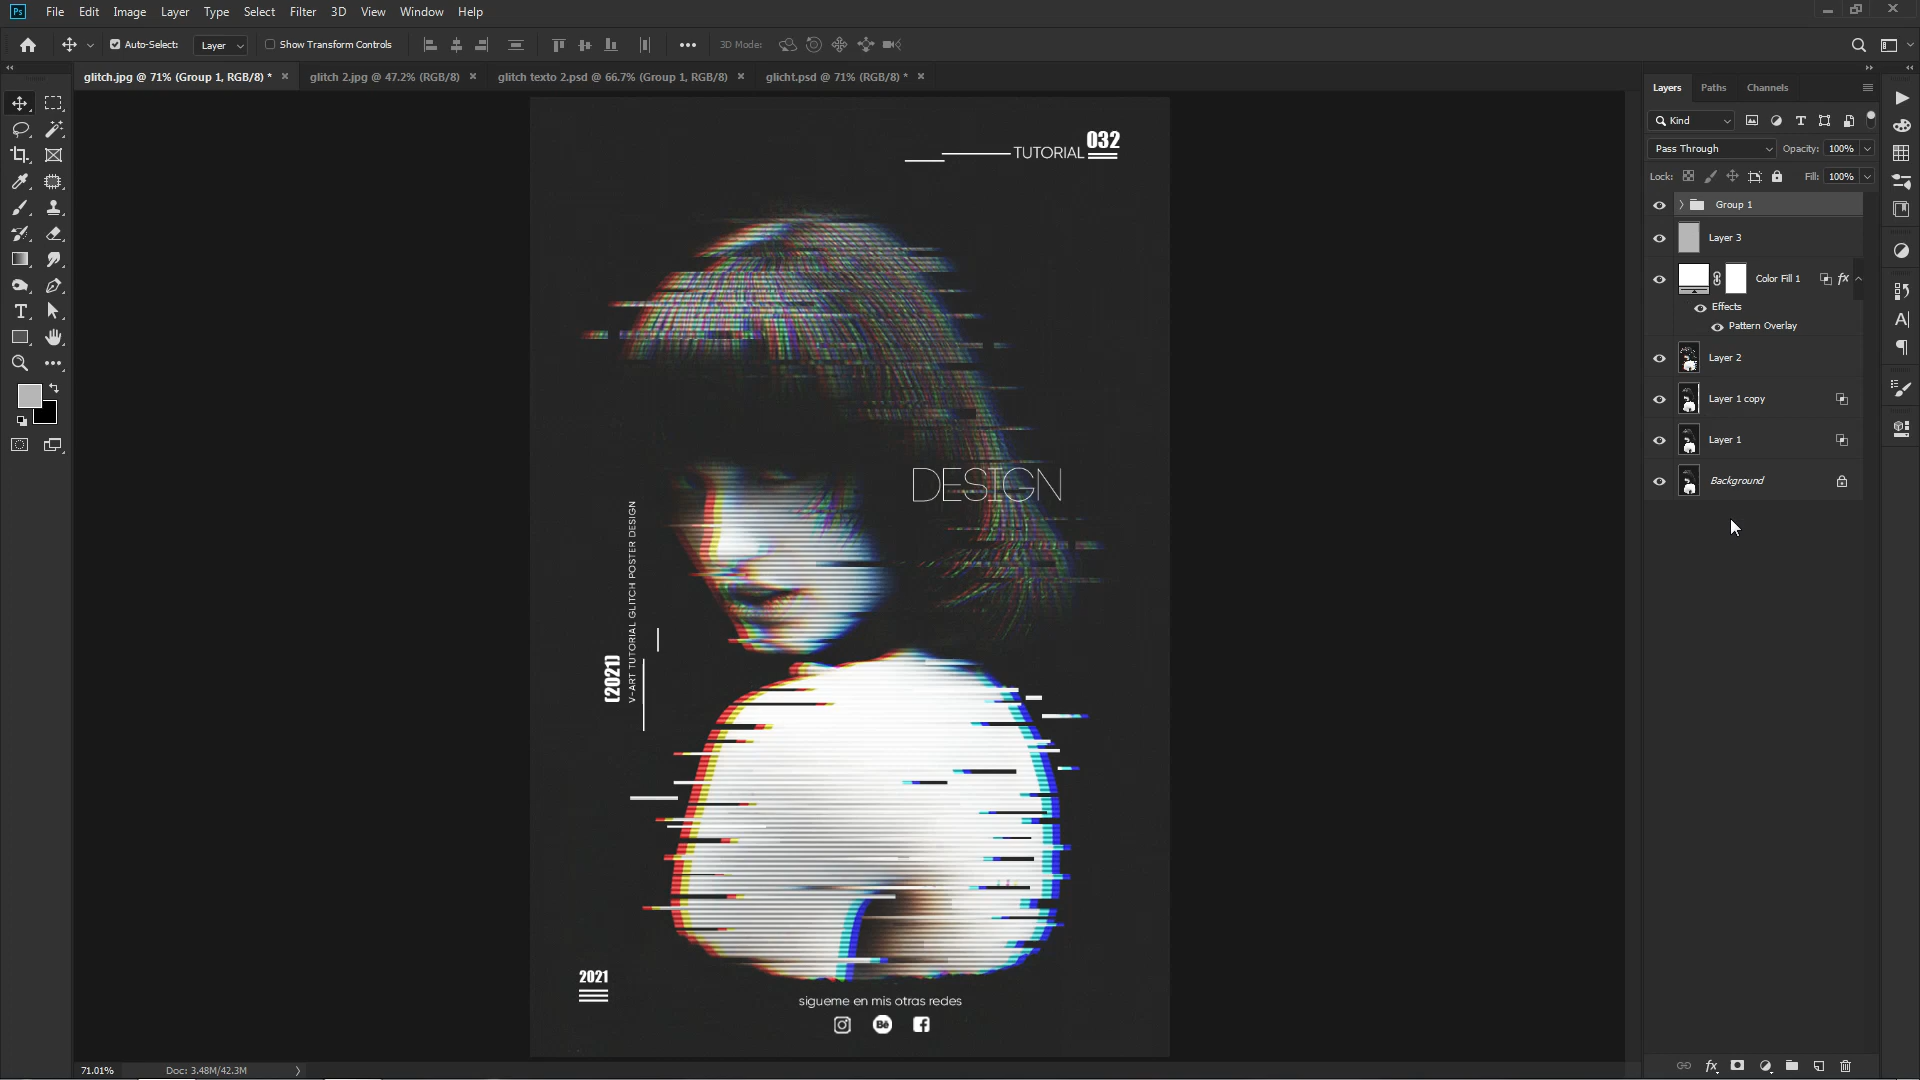 Ps File Edit Image Layer Type Select Filter 3D View Window Help
Auto-Select: Layer Show Transform Controls 3D Mode:
glitch.jpg @ 71% (Group 1, RGB/8) * glitch 2.jpg @ 47.2% (RGB/8) glitch texto 2.psd @ 66.7% (Group 1, RGB/8) glicht.psd @ 71% (RGB/8) *
Layers Paths Channels
Kind
Pass Through Opacity: 100%
Lock: Fill: 100%
Group 1
Layer 3
Color Fill 1 fx
Effects
Pattern Overlay
Layer 2
Layer 1 copy
Layer 1
Background
TUTORIAL 032
DESIGN
(2021)
V-ART TUTORIAL GLITCH POSTER DESIGN
2021
sigueme en mis otras redes
Bē
71.01% Doc: 3.48M/42.3M
fx